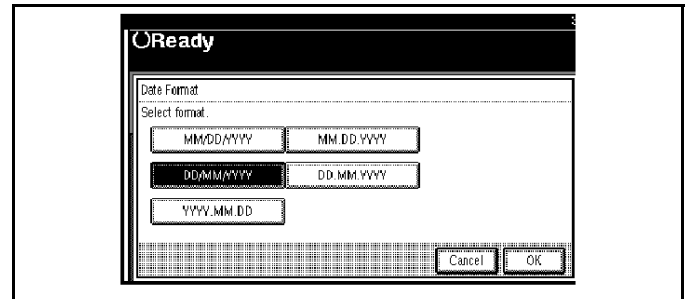 Ready
Date Format
Select format.
MM/DD/YYYY MM.DD.YYYY
DD/MM/YYYY DD.MM.YYYY
YYYY.MM.DD
Cancel OK